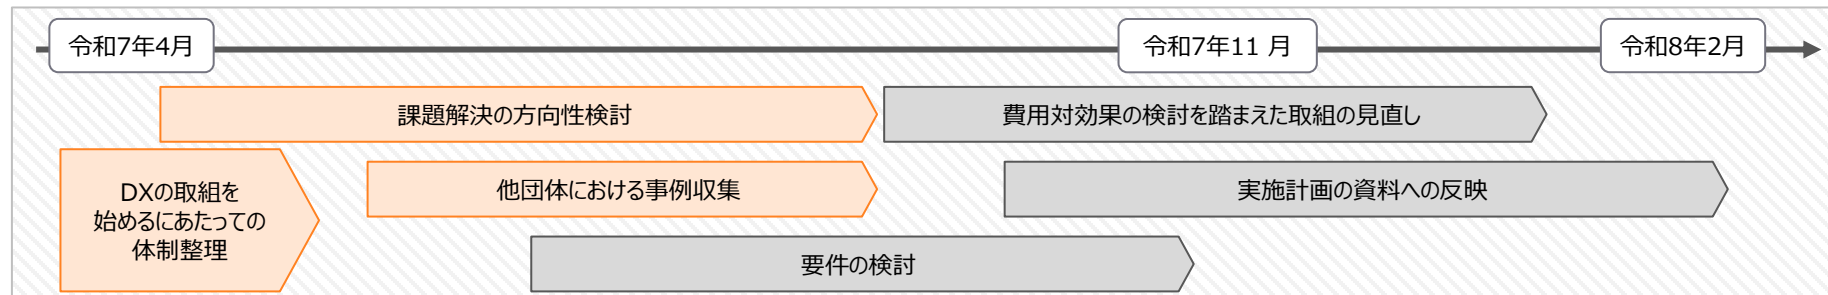 令和7年4月
令和7年11 月
令和8年2月
課題解決の方向性検討
費用対効果の検討を踏まえた取組の見直し
DXの取組を
始めるにあたっての
体制整理
他団体における事例収集
実施計画の資料への反映
要件の検討